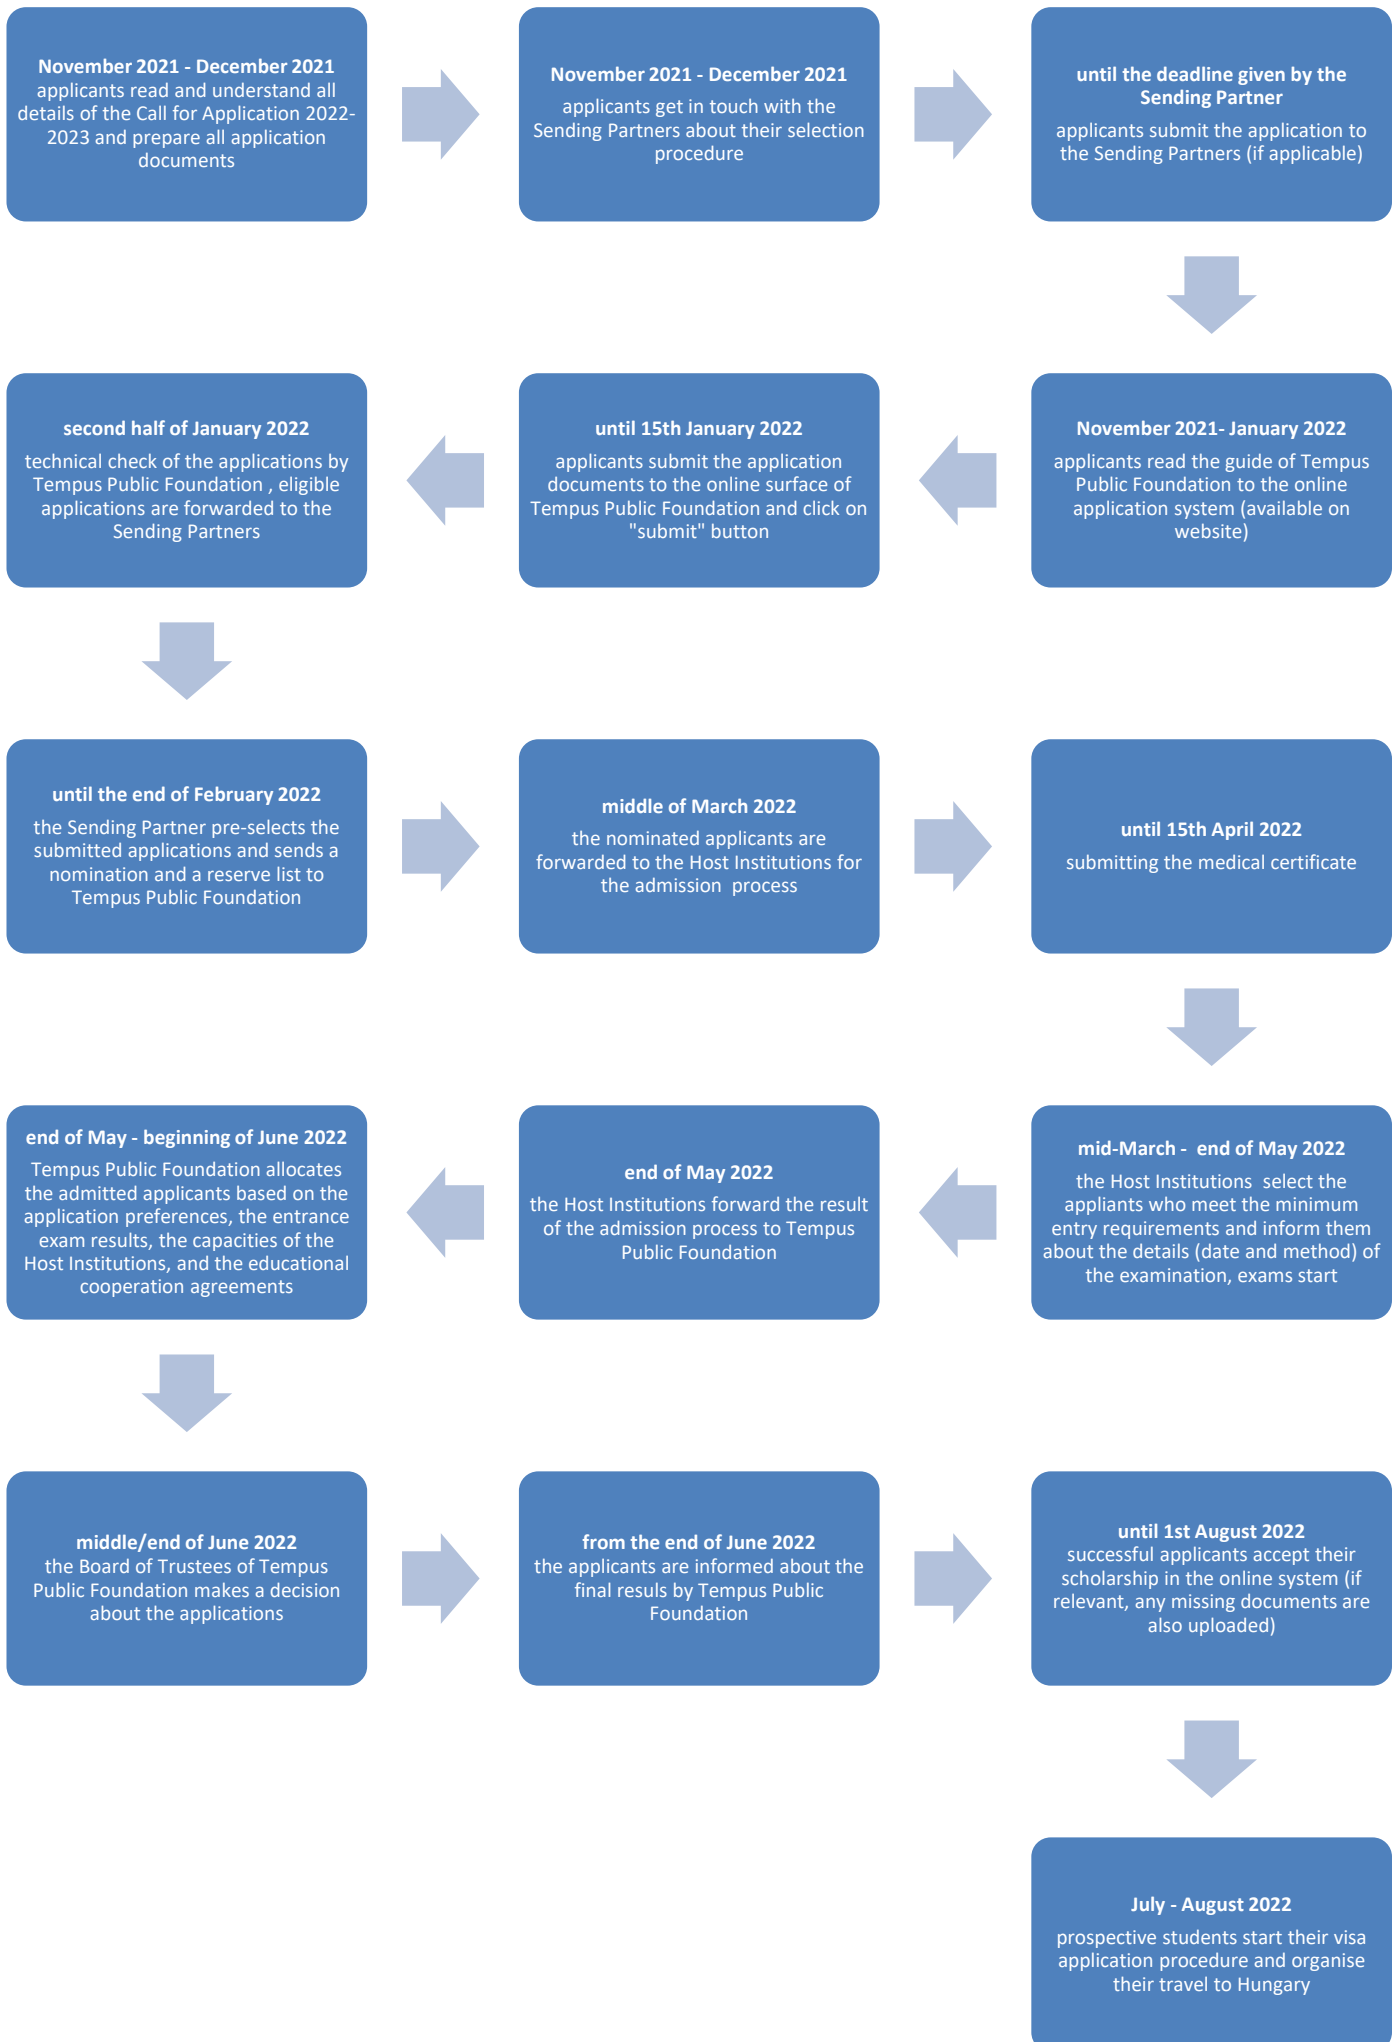 November 2021 - December 2021
applicants read and understand all
details of the Call for Application 2022-
2023 and prepare all application
documents
November 2021 - December 2021
applicants get in touch with the
Sending Partners about their selection
procedure
until the deadline given by the
Sending Partner
applicants submit the application to
the Sending Partners (if applicable)
November 2021- January 2022
applicants read the guide of Tempus
Public Foundation to the online
application system (available on
website)
until 15th January 2022
applicants submit the application
documents to the online surface of
Tempus Public Foundation and click on
"submit" button
second half of January 2022
technical check of the applications by
Tempus Public Foundation , eligible
applications are forwarded to the
Sending Partners
until the end of February 2022
the Sending Partner pre-selects the
submitted applications and sends a
nomination and a reserve list to
Tempus Public Foundation
middle of March 2022
the nominated applicants are
forwarded to the Host Institutions for
the admission process
until 15th April 2022
submitting the medical certificate
mid-March - end of May 2022
the Host Institutions select the
appliants who meet the minimum
entry requirements and inform them
about the details (date and method) of
the examination, exams start
end of May 2022
the Host Institutions forward the result
of the admission process to Tempus
Public Foundation
end of May - beginning of June 2022
Tempus Public Foundation allocates
the admitted applicants based on the
application preferences, the entrance
exam results, the capacities of the
Host Institutions, and the educational
cooperation agreements
middle/end of June 2022
the Board of Trustees of Tempus
Public Foundation makes a decision
about the applications
from the end of June 2022
the applicants are informed about the
final resuls by Tempus Public
Foundation
until 1st August 2022
successful applicants accept their
scholarship in the online system (if
relevant, any missing documents are
also uploaded)
July - August 2022
prospective students start their visa
application procedure and organise
their travel to Hungary